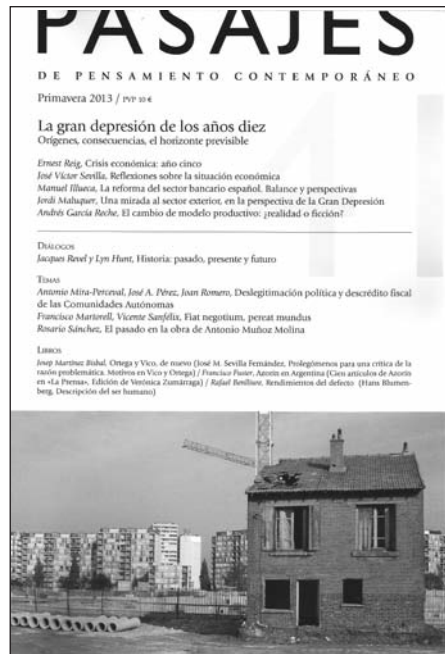 PASAJES
DE PENSAMIENTO CONTEMPORÁNEO
Primavera 2013 / PVP 10 €
La gran depresión de los años diez
Orígenes, consecuencias, el horizonte previsible
Ernest Reig, Crisis económica: año cinco
José Víctor Sevilla, Reflexiones sobre la situación económica
Manuel Illueca, La reforma del sector bancario español. Balance y perspectivas
Jordi Maluquer, Una mirada al sector exterior, en la perspectiva de la Gran Depresión
Andrés García Reche, El cambio de modelo productivo: ¿realidad o ficción?
DIÁLOGOS
Jacques Revel y Lyn Hunt, Historia: pasado, presente y futuro
TEMAS
Antonio Mira-Perceval, José A. Pérez, Joan Romero, Deslegitimación política y descrédito fiscal
de las Comunidades Autónomas
Francisco Martorell, Vicente Sanfélix, Fiat negotium, pereat mundus
Rosario Sánchez, El pasado en la obra de Antonio Muñoz Molina
LIBROS
Josep Martínez Bisbal, Ortega y Vico, de nuevo (José M. Sevilla Fernández, Prolegómenos para una crítica de la
razón problemática. Motivos en Vico y Ortega) / Francisco Fuster, Azorín en Argentina (Cien artículos de Azorín
en «La Prensa», Edición de Verónica Zumárraga) / Rafael Benlliure, Rendimientos del defecto (Hans Blumen-
berg, Descripción del ser humano)